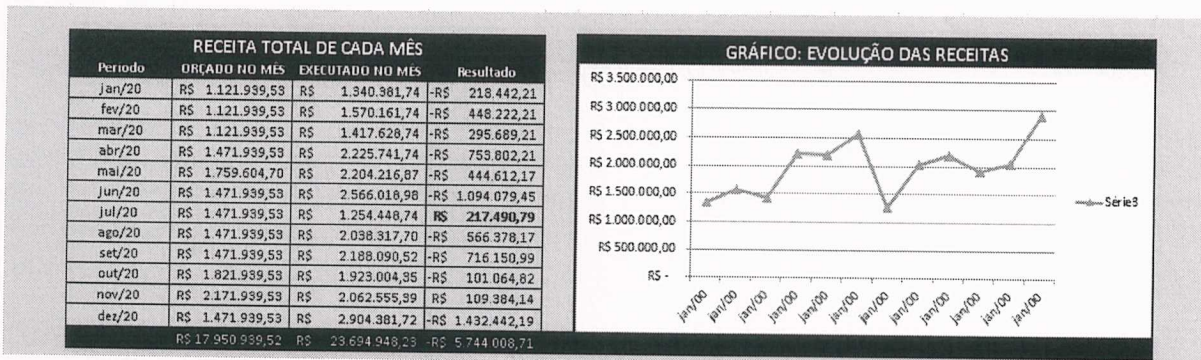 RECEITA TOTAL DE CADA MÊS
Período ORÇADO NO MÊS EXECUTADO NO MÊS Resultado
jan/20 R$ 1.121.939,53 R$ 1.340.381,74 -R$ 218.442,21
fev/20 R$ 1.121.939,53 R$ 1.570.161,74 -R$ 448.222,21
mar/20 R$ 1.121.939,53 R$ 1.417.628,74 -R$ 295.689,21
abr/20 R$ 1.471.939,53 R$ 2.225.741,74 -R$ 753.802,21
mai/20 R$ 1.759.604,70 R$ 2.204.216,87 -R$ 444.612,17
jun/20 R$ 1.471.939,53 R$ 2.566.018,98 -R$ 1.094.079,45
jul/20 R$ 1.471.939,53 R$ 1.254.448,74 R$ 217.490,79
ago/20 R$ 1.471.939,53 R$ 2.038.317,70 -R$ 566.378,17
set/20 R$ 1.471.939,53 R$ 2.188.090,52 -R$ 716.150,99
out/20 R$ 1.821.939,53 R$ 1.923.004,35 -R$ 101.064,82
nov/20 R$ 2.171.939,53 R$ 2.062.555,39 R$ 109.384,14
dez/20 R$ 1.471.939,53 R$ 2.904.381,72 -R$ 1.432.442,19
R$ 17.950.939,52 R$ 23.694.948,23 -R$ 5.744.008,71
GRÁFICO: EVOLUÇÃO DAS RECEITAS
R$ 3.500.000,00
R$ 3.000.000,00
R$ 2.500.000,00
R$ 2.000.000,00
R$ 1.500.000,00
R$ 1.000.000,00
R$ 500.000,00
R$ -
jan/00 jan/00 jan/00 jan/00 jan/00 jan/00 jan/00 jan/00 jan/00 jan/00 jan/00 jan/00
Série3